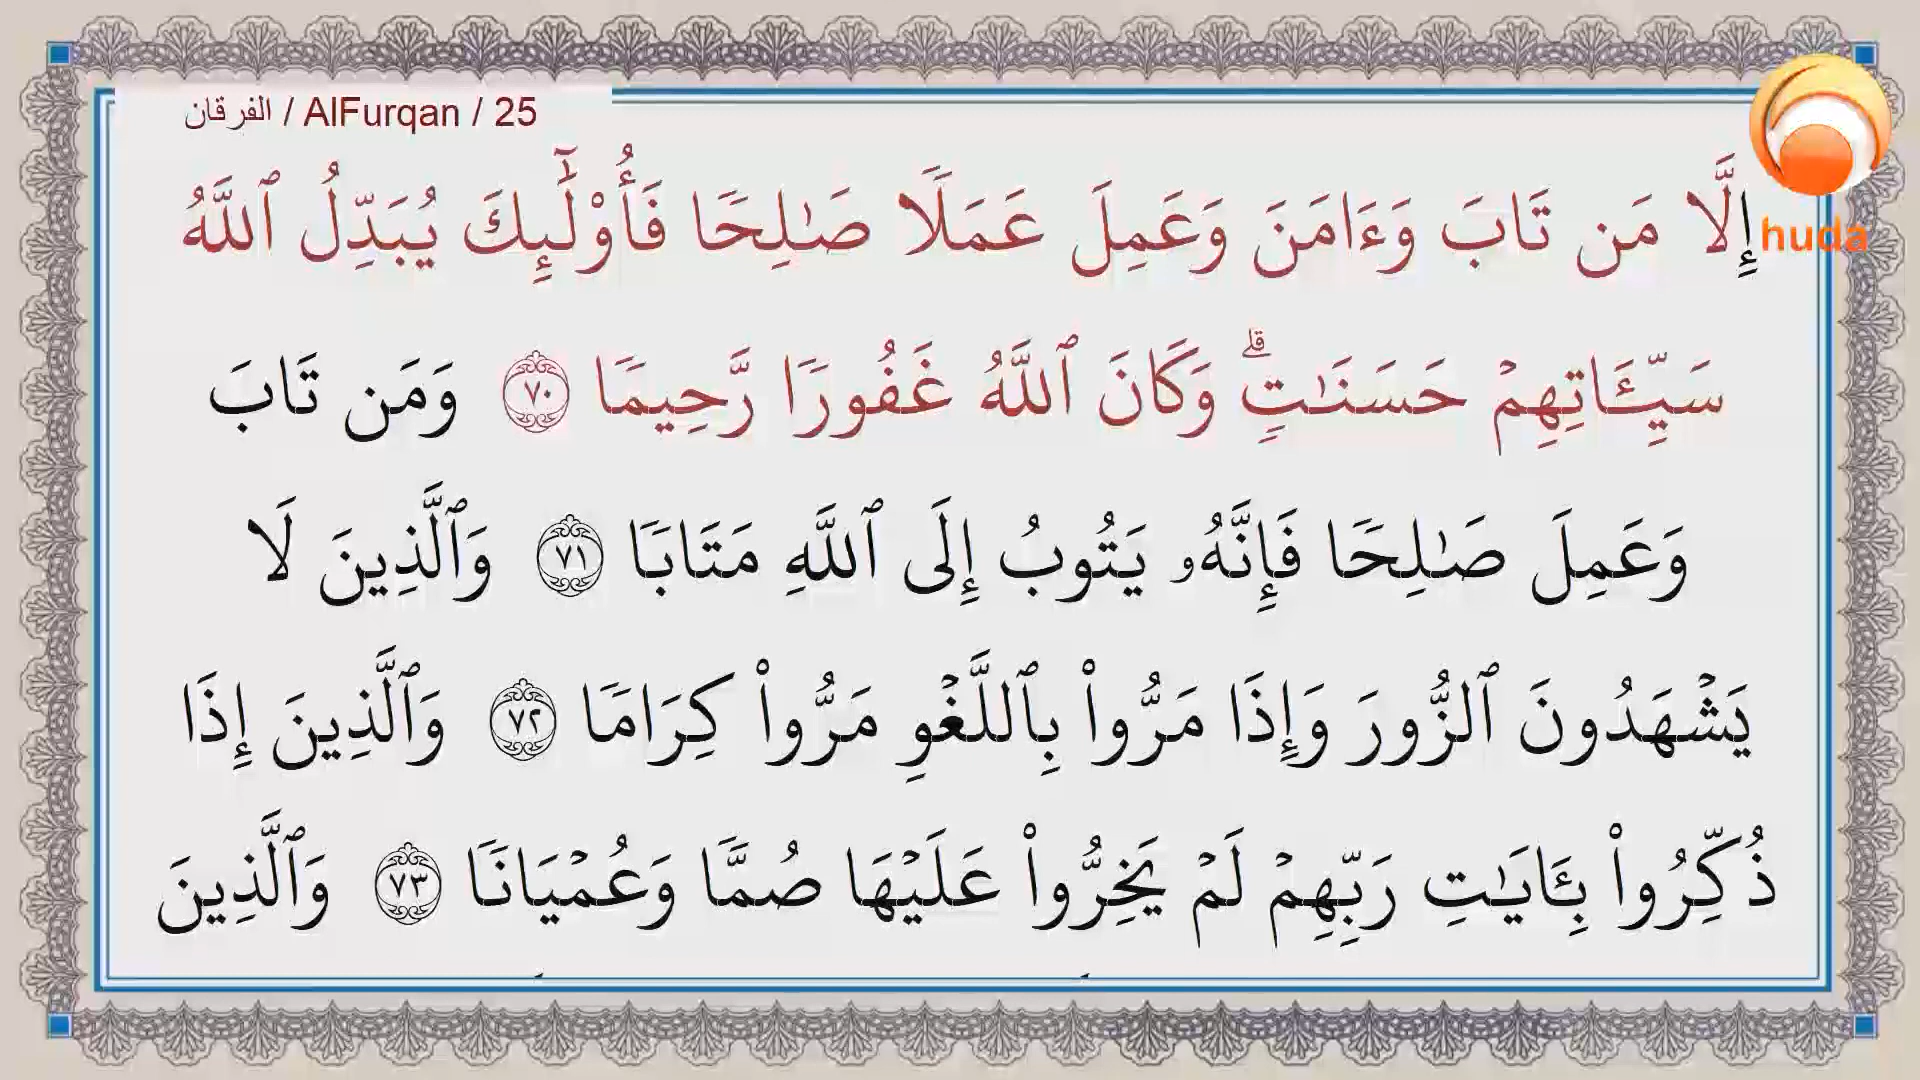 الفرقان / AlFurqan / 25
huda
إِلَّا مَن تَابَ وَءَامَنَ وَعَمِلَ عَمَلًا صَٰلِحًا فَأُو۟لَٰٓئِكَ يُبَدِّلُ ٱللَّهُ
سَيِّـَٔاتِهِمْ حَسَنَٰتٍۗ وَكَانَ ٱللَّهُ غَفُورًا رَّحِيمًا ٧٠ وَمَن تَابَ
وَعَمِلَ صَٰلِحًا فَإِنَّهُۥ يَتُوبُ إِلَى ٱللَّهِ مَتَابًا ٧١ وَٱلَّذِينَ لَا
يَشْهَدُونَ ٱلزُّورَ وَإِذَا مَرُّوا۟ بِٱللَّغْوِ مَرُّوا۟ كِرَامًا ٧٢ وَٱلَّذِينَ إِذَا
ذُكِّرُوا۟ بِـَٔايَٰتِ رَبِّهِمْ لَمْ يَخِرُّوا۟ عَلَيْهَا صُمًّا وَعُمْيَانًا ٧٣ وَٱلَّذِينَ